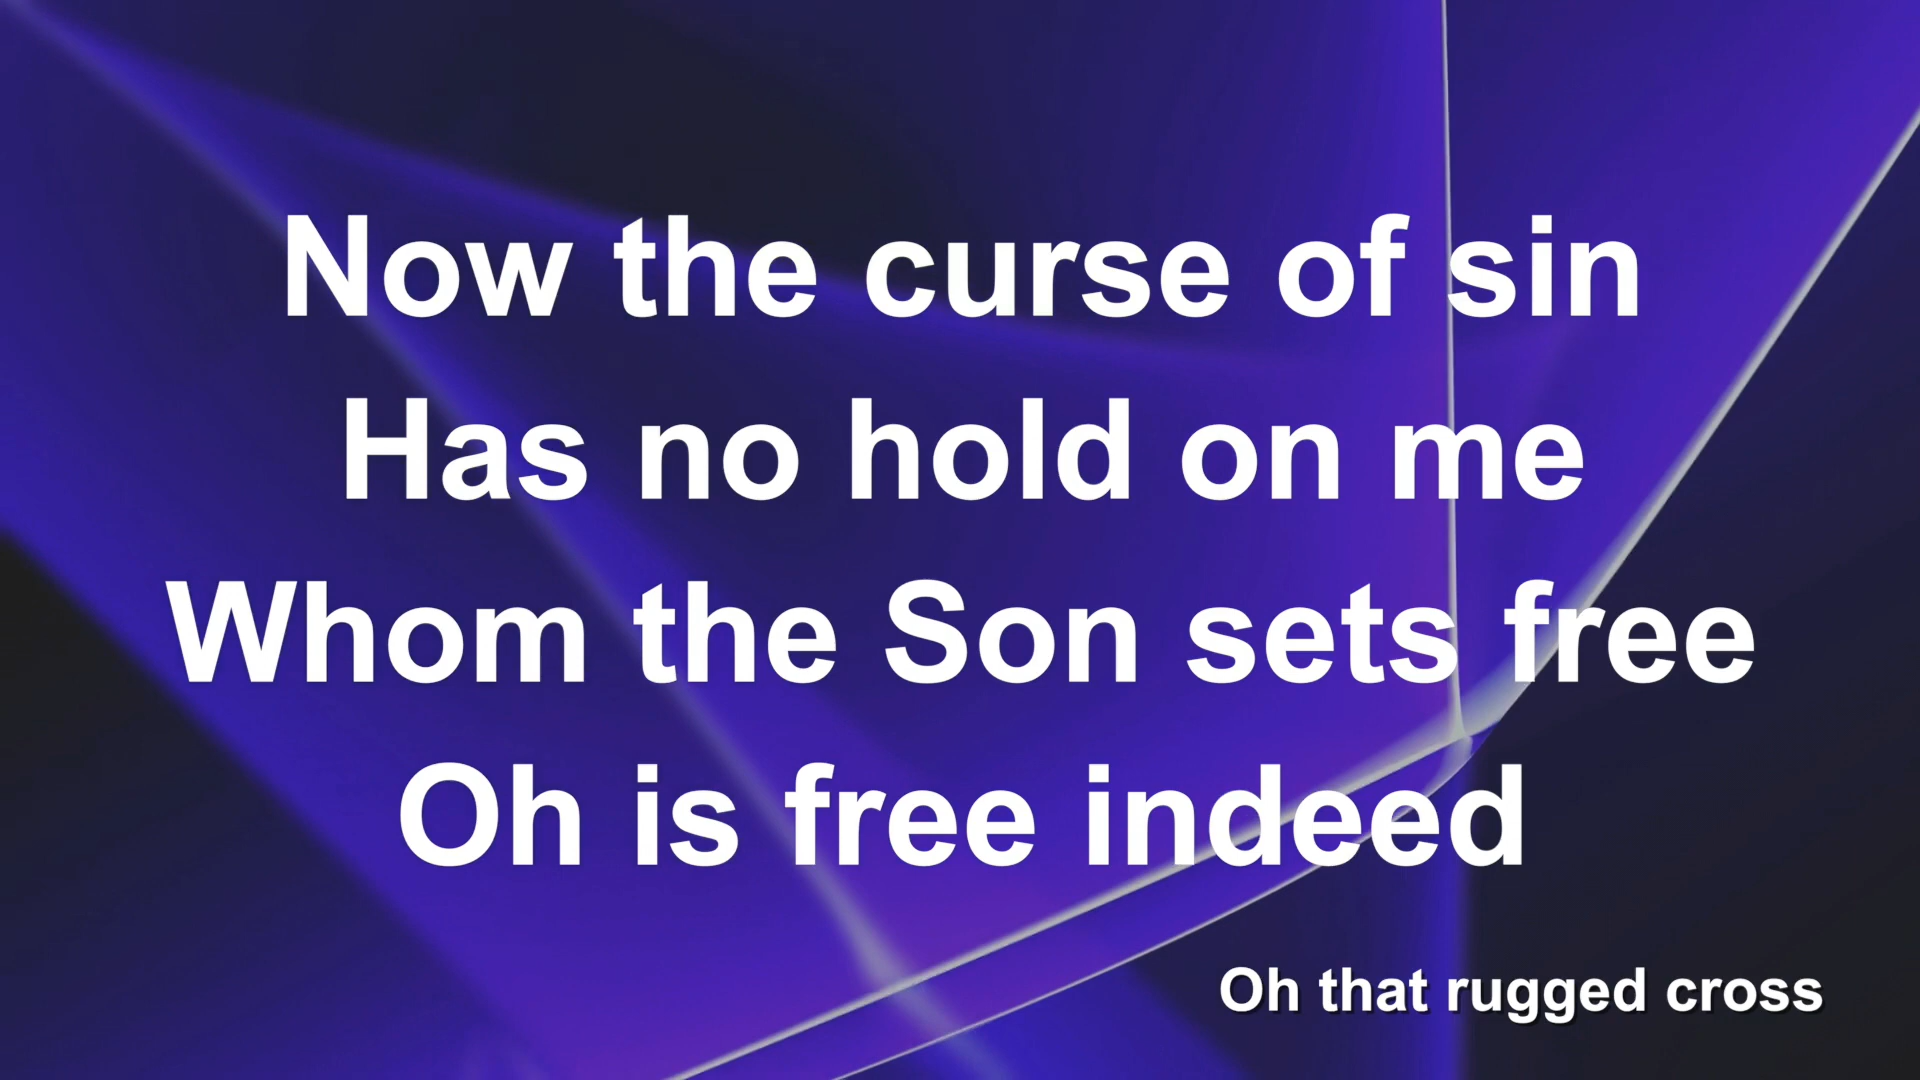 Now the curse of sin
Has no hold on me
Whom the Son sets free
Oh is free indeed
Oh that rugged cross